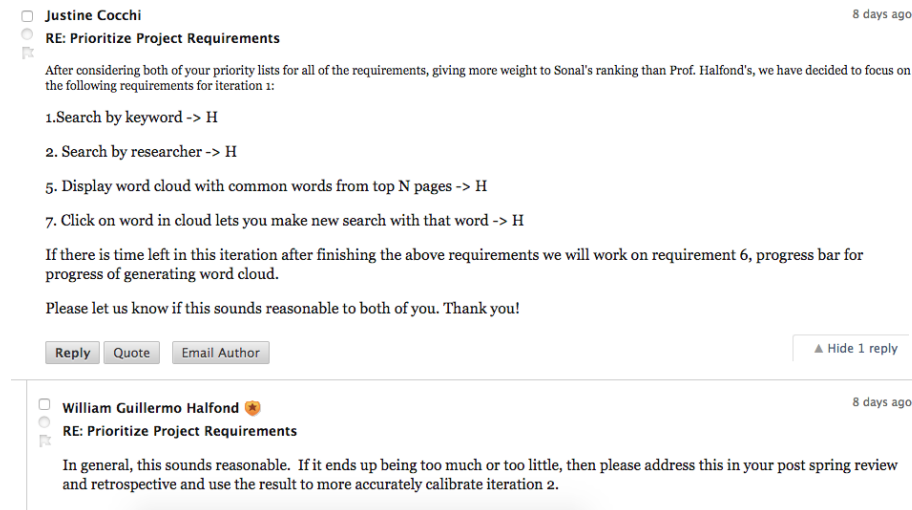 Justine Cocchi
8 days ago
RE: Prioritize Project Requirements
After considering both of your priority lists for all of the requirements, giving more weight to Sonal's ranking than Prof. Halfond's, we have decided to focus on
the following requirements for iteration 1:
1.Search by keyword -> H
2. Search by researcher -> H
5. Display word cloud with common words from top N pages -> H
7. Click on word in cloud lets you make new search with that word -> H
If there is time left in this iteration after finishing the above requirements we will work on requirement 6, progress bar for
progress of generating word cloud.
Please let us know if this sounds reasonable to both of you. Thank you!
Reply
Quote
Email Author
▲ Hide 1 reply
William Guillermo Halfond
8 days ago
RE: Prioritize Project Requirements
In general, this sounds reasonable.  If it ends up being too much or too little, then please address this in your post spring review
and retrospective and use the result to more accurately calibrate iteration 2.